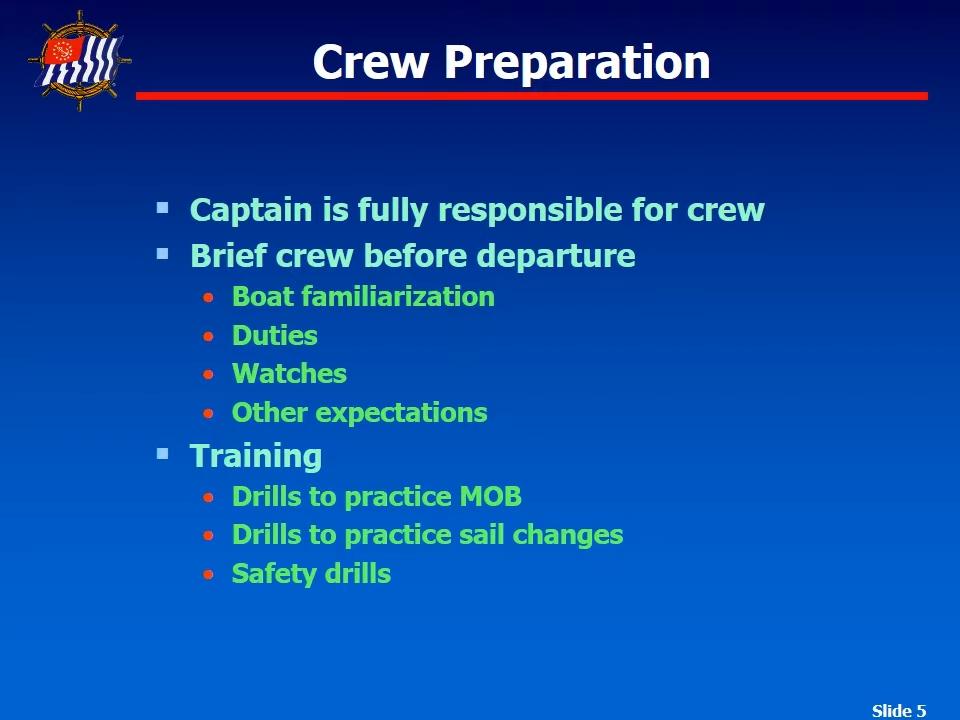 Crew Preparation
Captain is fully responsible for crew
Brief crew before departure
Boat familiarization
Duties
Watches
Other expectations
Training
Drills to practice MOB
Drills to practice sail changes
Safety drills
Slide 5